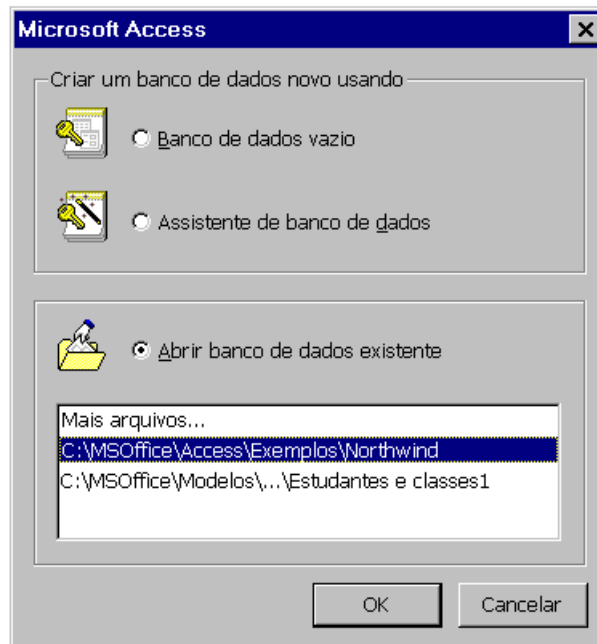 Microsoft Access
Criar um banco de dados novo usando
Banco de dados vazio
Assistente de banco de dados
Abrir banco de dados existente
Mais arquivos...
C:\MSOffice\Access\Exemplos\Northwind
C:\MSOffice\Modelos\...\Estudantes e classes1
OK
Cancelar